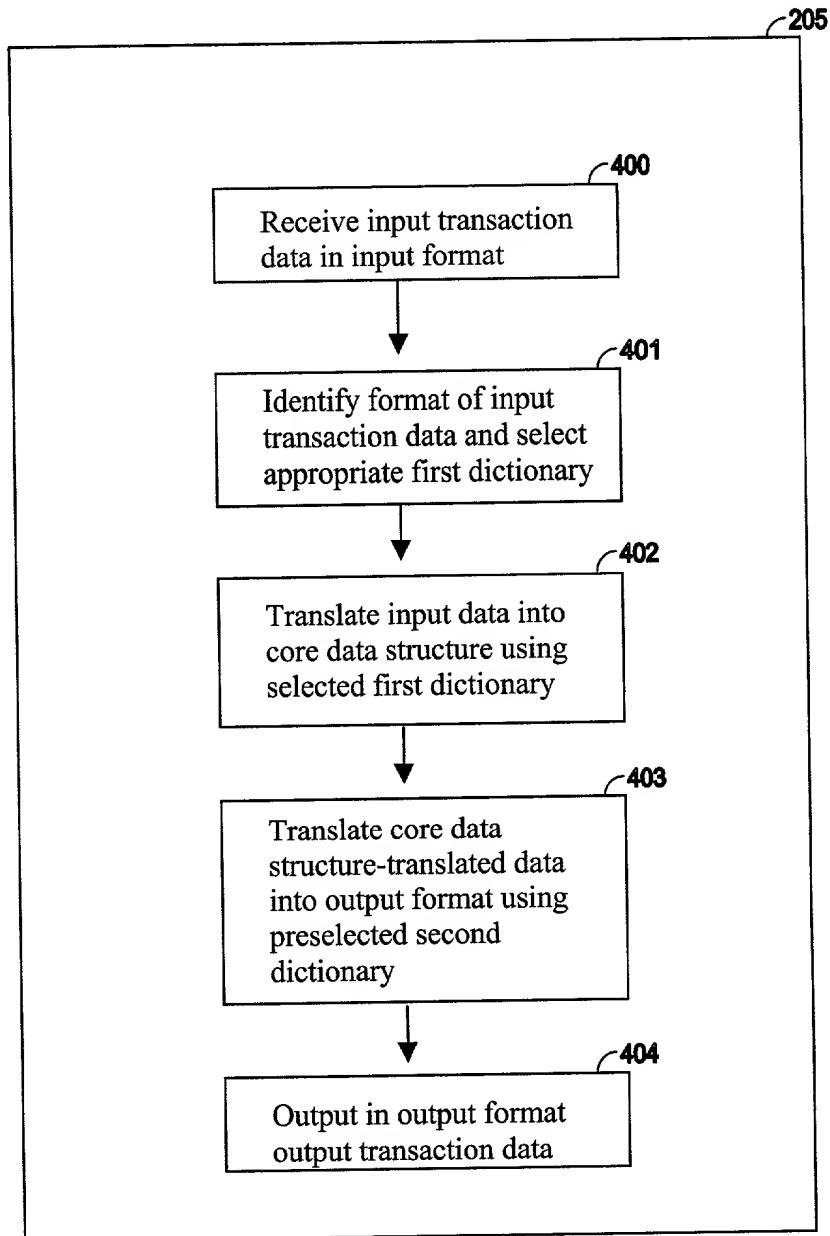 205
400
Receive input transaction
data in input format
401
Identify format of input
transaction data and select
appropriate first dictionary
402
Translate input data into
core data structure using
selected first dictionary
403
Translate core data
structure-translated data
into output format using
preselected second
dictionary
404
Output in output format
output transaction data